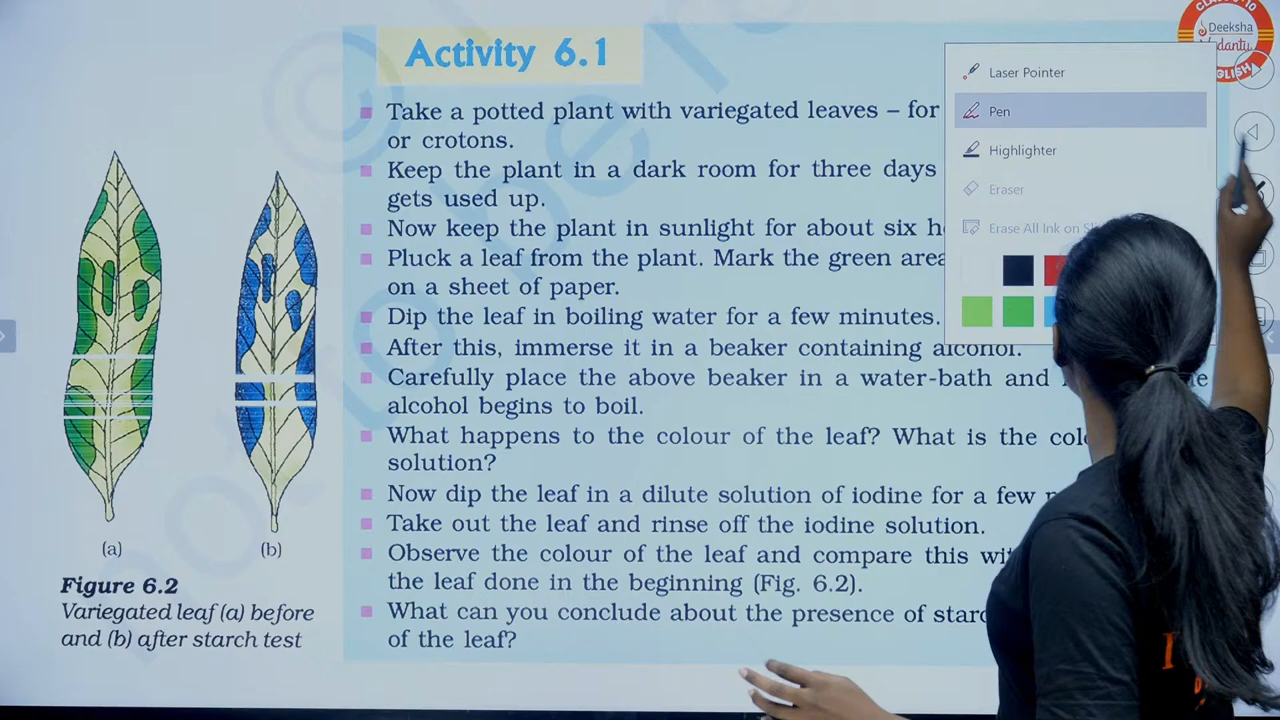 Activity 6.1
Take a potted plant with variegated leaves – for
or crotons.
Keep the plant in a dark room for three days
gets used up.
Now keep the plant in sunlight for about six
Pluck a leaf from the plant. Mark the green
on a sheet of paper.
Dip the leaf in boiling water for a few minutes.
After this, immerse it in a beaker containing alcohol.
Carefully place the above beaker in a water-bath and
alcohol begins to boil.
What happens to the colour of the leaf? What is the
solution?
Now dip the leaf in a dilute solution of iodine for a few
Take out the leaf and rinse off the iodine solution.
Observe the colour of the leaf and compare this
the leaf done in the beginning (Fig. 6.2).
What can you conclude about the presence of
of the leaf?
(a)
(b)
Figure 6.2
Variegated leaf (a) before
and (b) after starch test
Laser Pointer
Pen
Highlighter
Eraser
Erase All Ink on
Deeksha
Vedantu